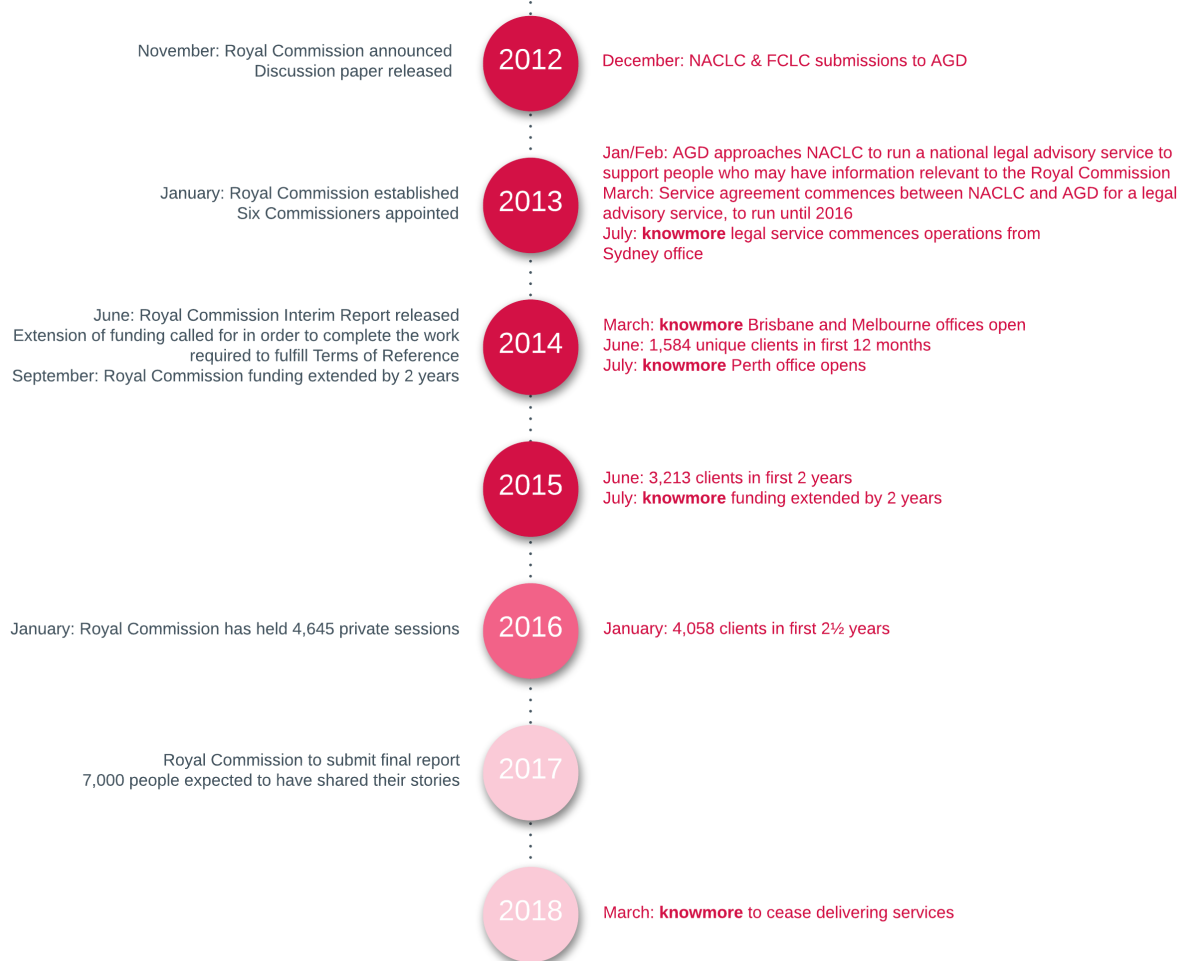 November: Royal Commission announced
Discussion paper released
2012
December: NACLC & FCLC submissions to AGD
January: Royal Commission established
Six Commissioners appointed
2013
Jan/Feb: AGD approaches NACLC to run a national legal advisory service to
support people who may have information relevant to the Royal Commission
March: Service agreement commences between NACLC and AGD for a legal
advisory service, to run until 2016
July: knowmore legal service commences operations from
Sydney office
June: Royal Commission Interim Report released
Extension of funding called for in order to complete the work
required to fulfill Terms of Reference
September: Royal Commission funding extended by 2 years
2014
March: knowmore Brisbane and Melbourne offices open
June: 1,584 unique clients in first 12 months
July: knowmore Perth office opens
2015
June: 3,213 clients in first 2 years
July: knowmore funding extended by 2 years
January: Royal Commission has held 4,645 private sessions
2016
January: 4,058 clients in first 2½ years
Royal Commission to submit final report
7,000 people expected to have shared their stories
2017
2018
March: knowmore to cease delivering services